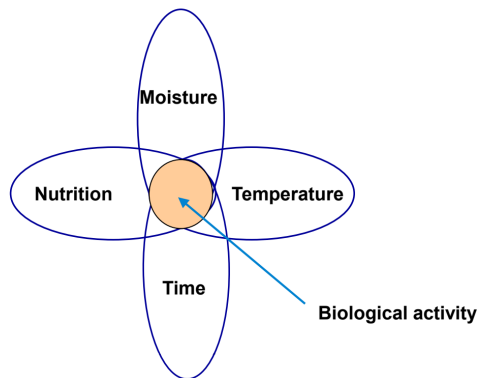 Moisture
Nutrition
Temperature
Time
Biological activity